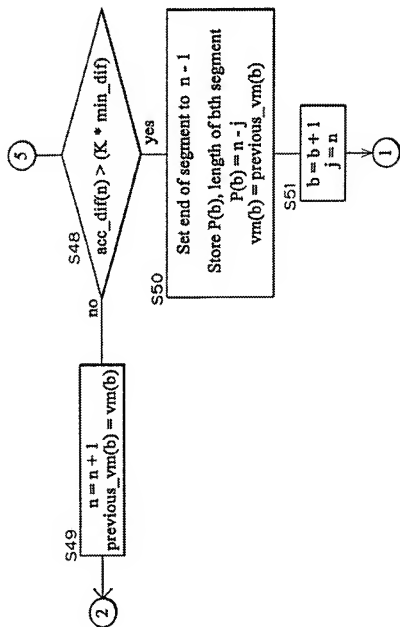 5
S48
acc_dif(n) > (K * min_dif)
no
yes
S49
n = n + 1
previous_vm(b) = vm(b)
2
S50
Set end of segment to n - 1
Store P(b), length of bth segment
P(b) = n - j
vm(b) = previous_vm(b)
S51
b = b + 1
j = n
1